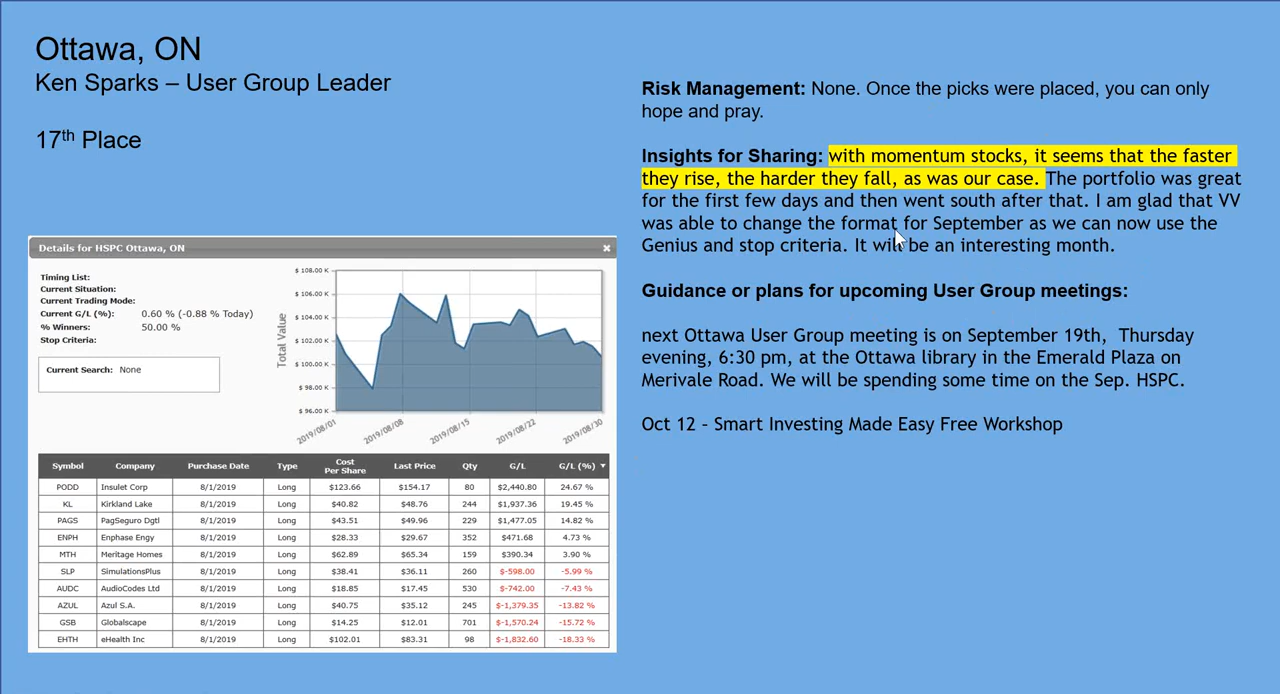 Ottawa, ON
Ken Sparks – User Group Leader
17th Place
Risk Management: None. Once the picks were placed, you can only
hope and pray.
Insights for Sharing: with momentum stocks, it seems that the faster
they rise, the harder they fall, as was our case. The portfolio was great
for the first few days and then went south after that. I am glad that VV
was able to change the format for September as we can now use the
Genius and stop criteria. It will be an interesting month.
Guidance or plans for upcoming User Group meetings:
next Ottawa User Group meeting is on September 19th,  Thursday
evening, 6:30 pm, at the Ottawa library in the Emerald Plaza on
Merivale Road. We will be spending some time on the Sep. HSPC.
Oct 12 – Smart Investing Made Easy Free Workshop
Details for HSPC Ottawa, ON
Timing List:
Current Situation:
Current Trading Mode:
Current G/L (%): 0.60 % (-0.88 % Today)
% Winners: 50.00 %
Stop Criteria:
Current Search: None
Total Value
$ 108.00 K
$ 106.00 K
$ 104.00 K
$ 102.00 K
$ 100.00 K
$ 98.00 K
$ 96.00 K
2019/08/01 2019/08/08 2019/08/15 2019/08/22 2019/08/30
Symbol Company Purchase Date Type Cost Per Share Last Price Qty G/L G/L (%)
PODD Insulet Corp 8/1/2019 Long $123.66 $154.17 80 $2,440.80 24.67 %
KL Kirkland Lake 8/1/2019 Long $40.82 $48.76 244 $1,937.36 19.45 %
PAGS PagSeguro Dgtl 8/1/2019 Long $43.51 $49.96 229 $1,477.05 14.82 %
ENPH Enphase Engy 8/1/2019 Long $28.33 $29.67 352 $471.68 4.73 %
MTH Meritage Homes 8/1/2019 Long $62.89 $65.34 159 $390.34 3.90 %
SLP SimulationsPlus 8/1/2019 Long $38.41 $36.11 260 $-598.00 -5.99 %
AUDC AudioCodes Ltd 8/1/2019 Long $18.85 $17.45 530 $-742.00 -7.43 %
AZUL Azul S.A. 8/1/2019 Long $40.75 $35.12 245 $-1,379.35 -13.82 %
GSB Globalscape 8/1/2019 Long $14.25 $12.01 701 $-1,570.24 -15.72 %
EHTH eHealth Inc 8/1/2019 Long $102.01 $83.31 98 $-1,832.60 -18.33 %